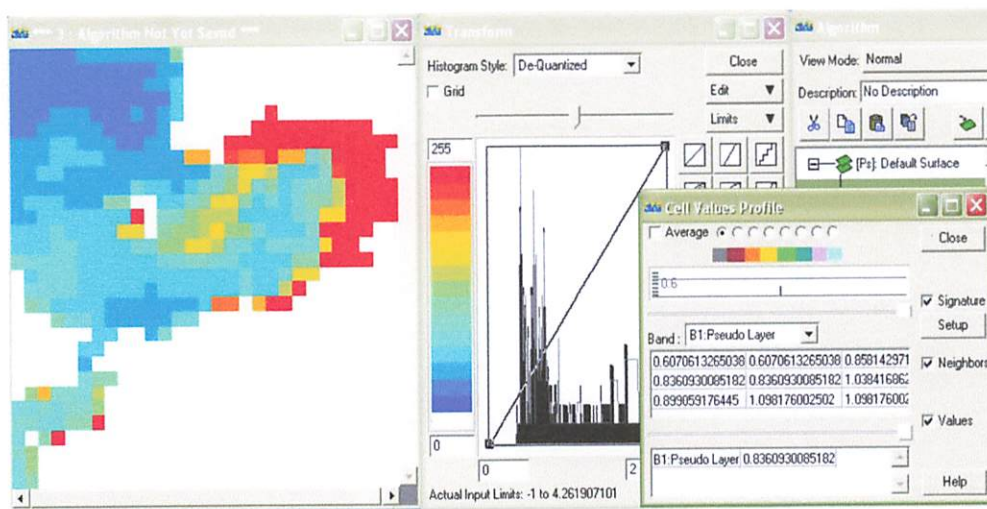 *** 3 : Algorithm Not Yet Saved ***
Transform
Histogram Style: De-Quantized
Close
Grid
Edit
Limits
255
0
0
2
Actual Input Limits: -1 to 4.261907101
Algorithm
View Mode: Normal
Description: No Description
[Ps]: Default Surface
Cell Values Profile
Average
Close
0.6
Signature
Setup
Band : B1:Pseudo Layer
Neighbors
0.6070613265038 0.6070613265038 0.858142971
0.8360930085182 0.8360930085182 1.038416862
0.899059176445 1.098176002502 1.098176002
Values
B1:Pseudo Layer 0.8360930085182
Help